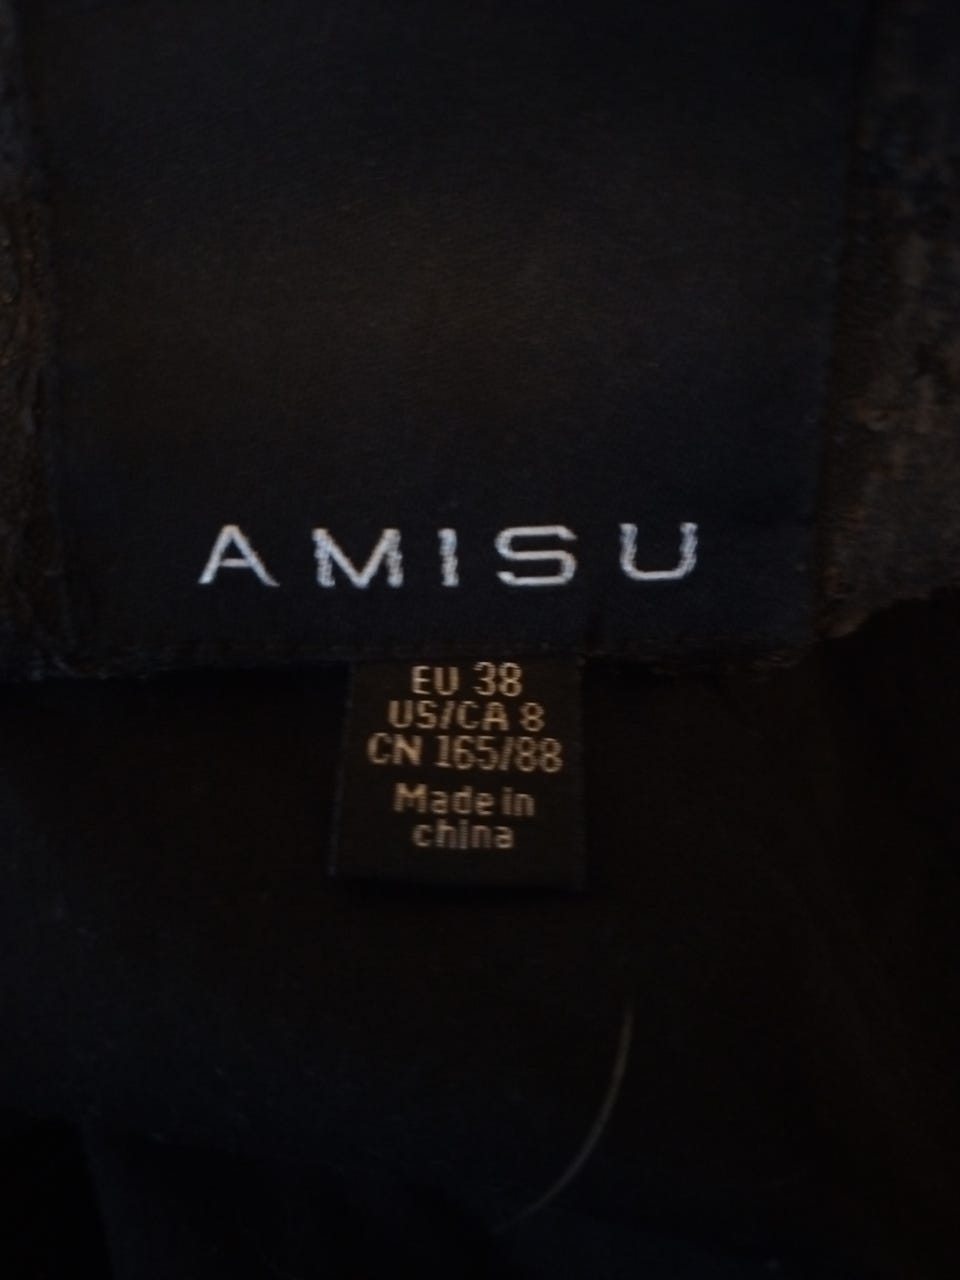 AMISU
EU 38
US/CA 8
CN 165/88
Made in
china